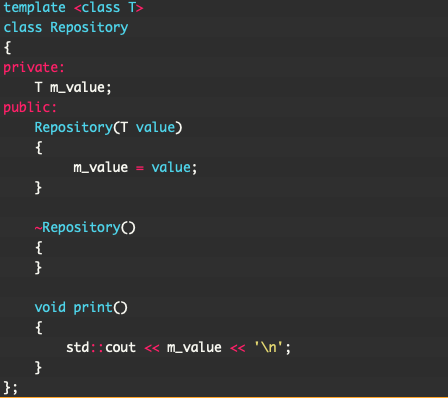 template <class T>
class Repository
{
private:
    T m_value;
public:
    Repository(T value)
    {
         m_value = value;
    }

    ~Repository()
    {
    }

    void print()
    {
        std::cout << m_value << '\n';
    }
};